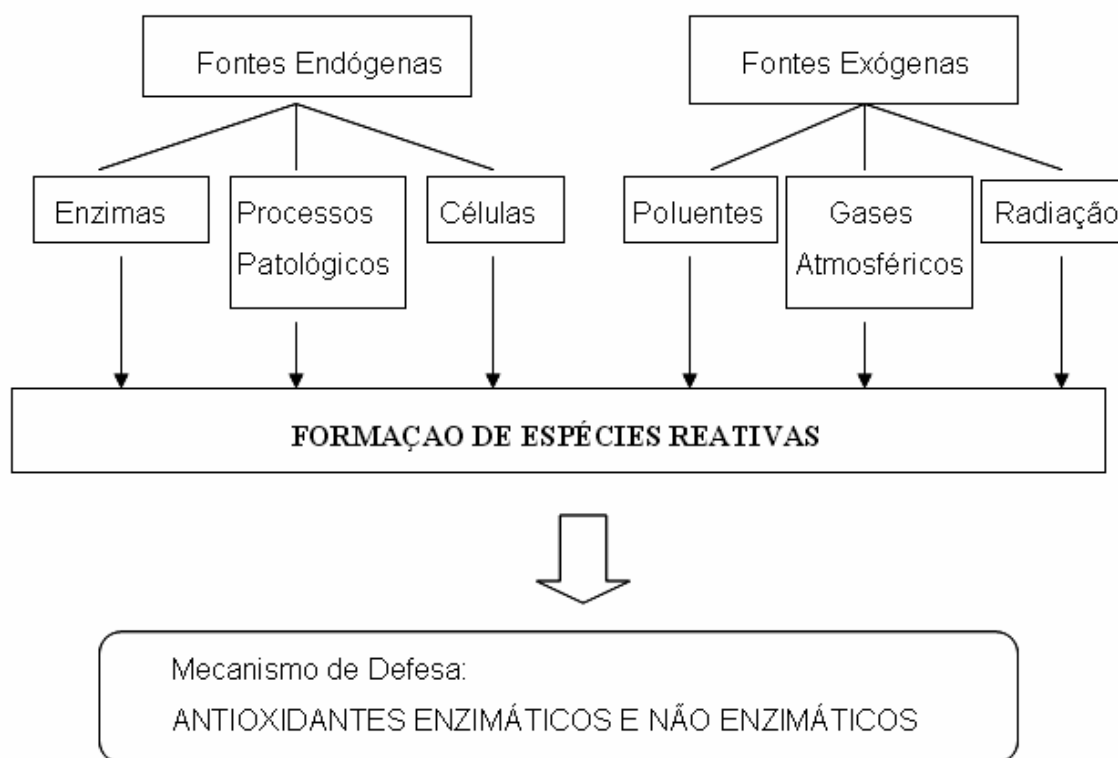 Fontes Endógenas
Fontes Exógenas
Enzimas
Processos
Patológicos
Células
Poluentes
Gases
Atmosféricos
Radiação
FORMAÇAO DE ESPÉCIES REATIVAS
Mecanismo de Defesa:
ANTIOXIDANTES ENZIMÁTICOS E NÃO ENZIMÁTICOS